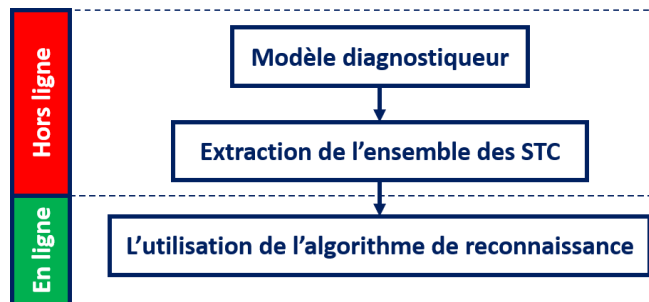 Hors ligne
Modèle diagnostiqueur
Extraction de l'ensemble des STC
En ligne
L'utilisation de l'algorithme de reconnaissance